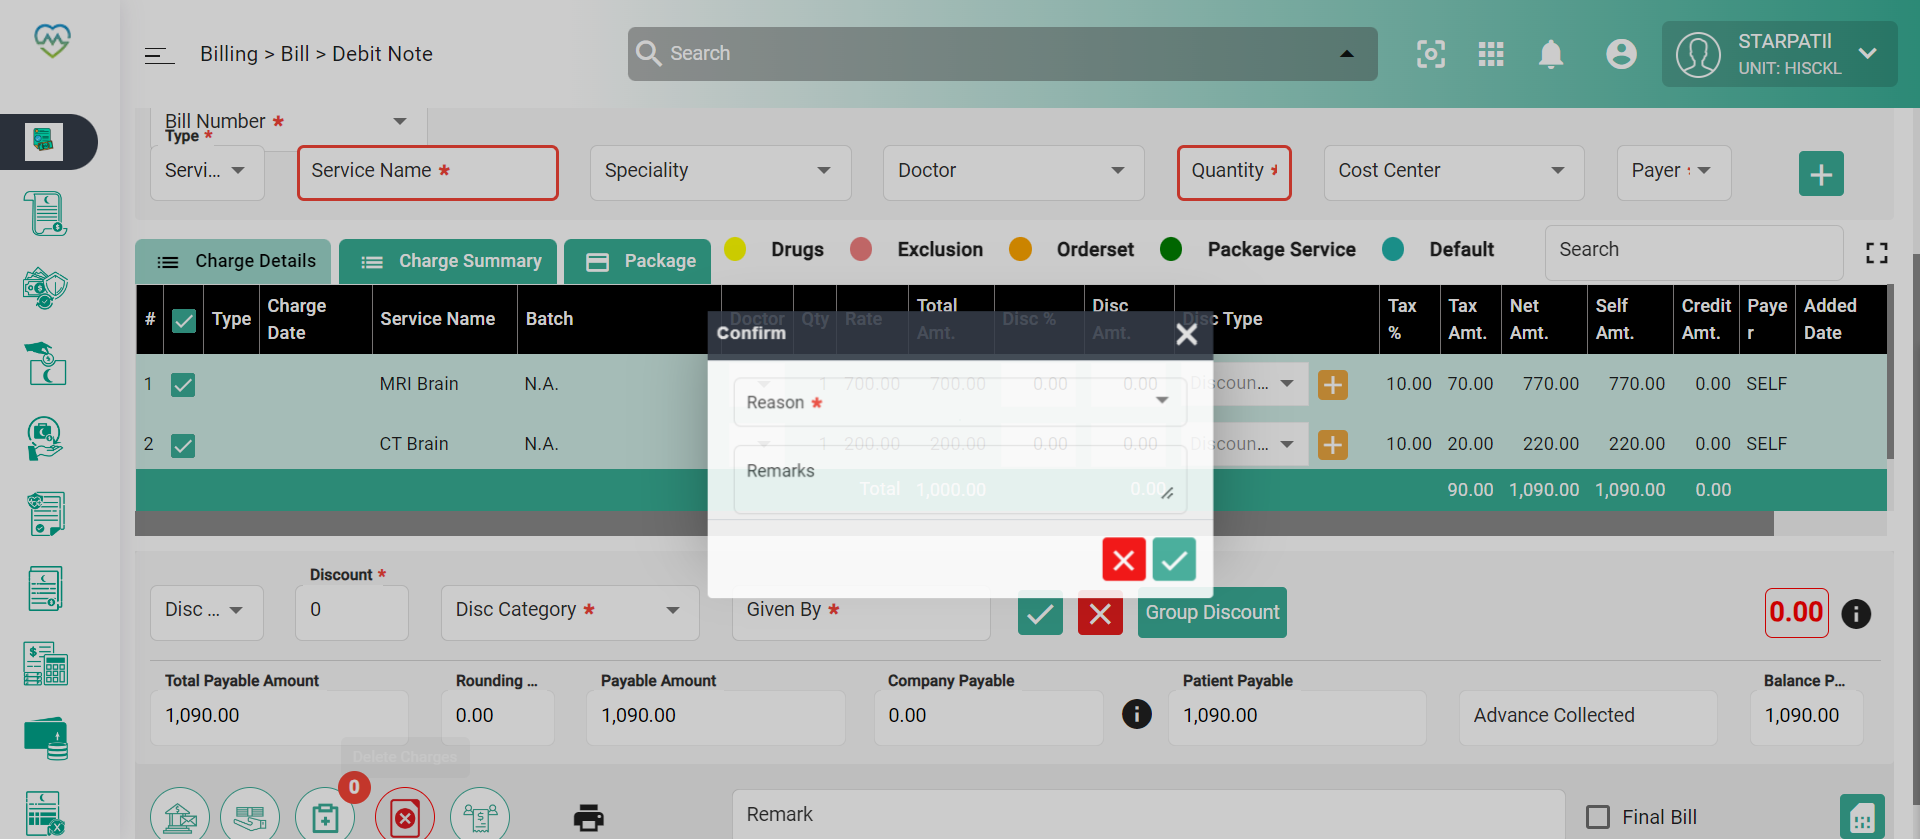 Billing > Bill > Debit Note
Search
STARPATIl
UNIT: HISCKL
Bill Number *
Type *
Servi...
Service Name *
Speciality
Doctor
Quantity *
Cost Center
Payer
Charge Details
Charge Summary
Package
Drugs
Exclusion
Orderset
Package Service
Default
Search
# Type Charge Date Service Name Batch Doctor Qty Rate Total Amt. Disc % Disc Amt. Disc Type Tax % Tax Amt. Net Amt. Self Amt. Credit Amt. Payer Added Date
1 MRI Brain N.A. 1 700.00 700.00 0.00 0.00 Discoun... 10.00 70.00 770.00 770.00 0.00 SELF
2 CT Brain N.A. 1 200.00 200.00 0.00 0.00 Discoun... 10.00 20.00 220.00 220.00 0.00 SELF
Total 1,000.00 0.00 90.00 1,090.00 1,090.00 0.00
Confirm
Reason *
Remarks
Disc ...
Discount *
0
Disc Category *
Given By *
Group Discount
0.00
Total Payable Amount
1,090.00
Rounding ...
0.00
Payable Amount
1,090.00
Company Payable
0.00
Patient Payable
1,090.00
Advance Collected
Balance P...
1,090.00
Delete Charges
0
Remark
Final Bill